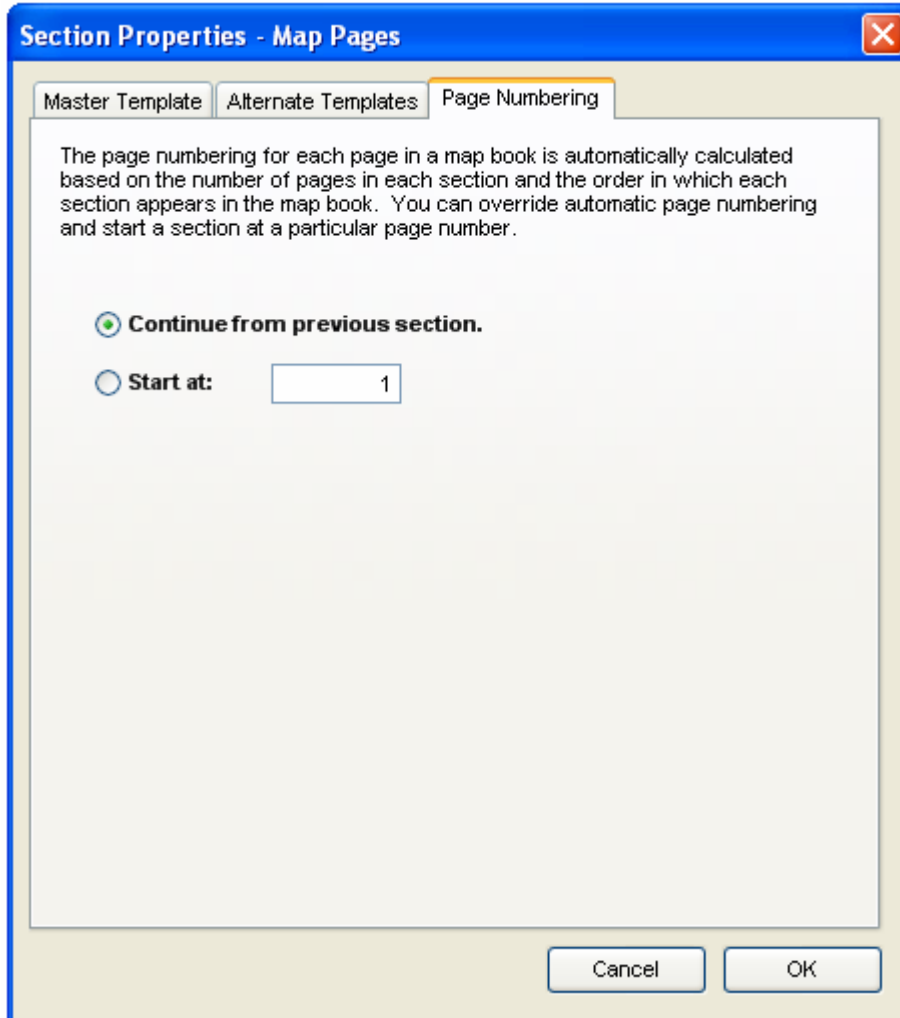 Section Properties - Map Pages
Master Template Alternate Templates Page Numbering
The page numbering for each page in a map book is automatically calculated
based on the number of pages in each section and the order in which each
section appears in the map book.  You can override automatic page numbering
and start a section at a particular page number.
Continue from previous section.
Start at: 1
Cancel OK